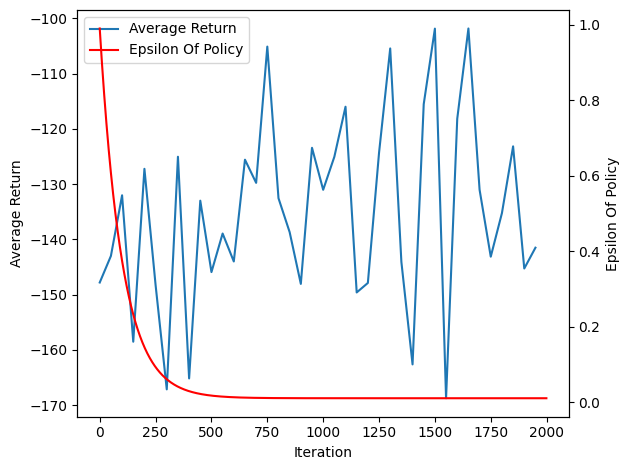 Average Return
Epsilon Of Policy
−100
−110
−120
−130
−140
−150
−160
−170
Average Return
1.0
0.8
0.6
0.4
0.2
0.0
Epsilon Of Policy
0 250 500 750 1000 1250 1500 1750 2000
Iteration